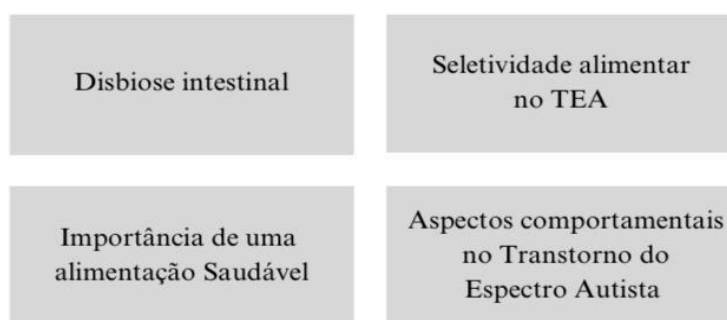 Disbiose intestinal
Seletividade alimentar
no TEA
Importância de uma
alimentação Saudável
Aspectos comportamentais
no Transtorno do
Espectro Autista